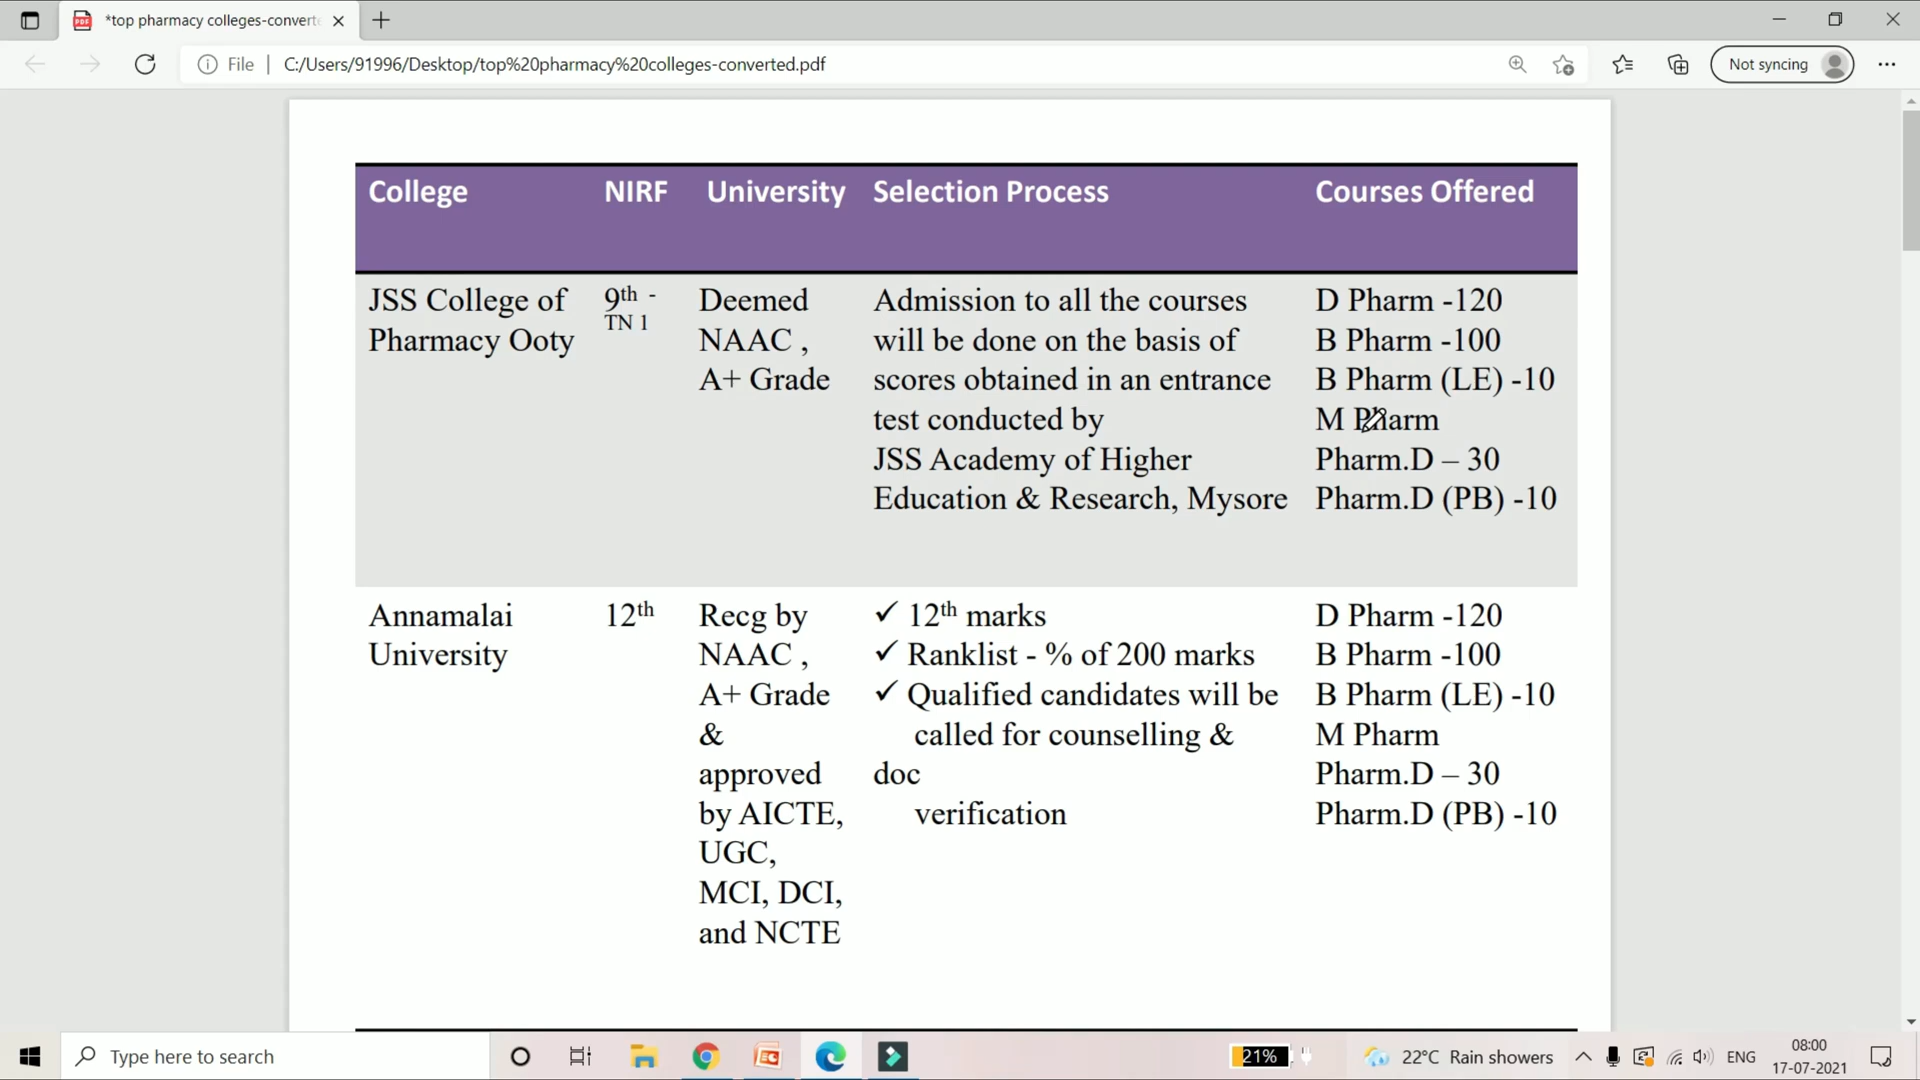 *top pharmacy colleges-converte
File
C:/Users/91996/Desktop/top%20pharmacy%20colleges-converted.pdf
Not syncing
College NIRF University Selection Process Courses Offered
JSS College of
Pharmacy Ooty
9th -
TN 1
Deemed
NAAC ,
A+ Grade
Admission to all the courses
will be done on the basis of
scores obtained in an entrance
test conducted by
JSS Academy of Higher
Education & Research, Mysore
D Pharm -120
B Pharm -100
B Pharm (LE) -10
M Pharm
Pharm.D – 30
Pharm.D (PB) -10
Annamalai
University
12th
Recg by
NAAC ,
A+ Grade
&
approved
by AICTE,
UGC,
MCI, DCI,
and NCTE
✓ 12th marks
✓ Ranklist - % of 200 marks
✓ Qualified candidates will be
called for counselling &
doc
verification
D Pharm -120
B Pharm -100
B Pharm (LE) -10
M Pharm
Pharm.D – 30
Pharm.D (PB) -10
Type here to search
21%
22°C Rain showers
ENG
08:00
17-07-2021